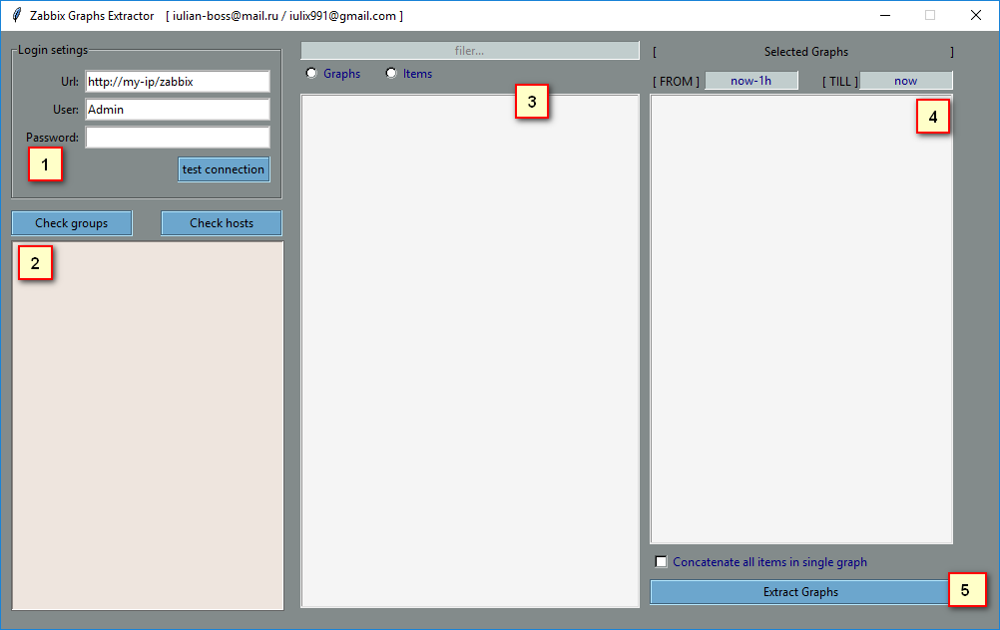 Zabbix Graphs Extractor [ iulian-boss@mail.ru / iulix991@gmail.com ]
Login setings
Url: http://my-ip/zabbix
User: Admin
Password:
1
test connection
Check groups Check hosts
2
filer...
Graphs Items
3
[ Selected Graphs ]
[ FROM ] now-1h [ TILL ] now
4
Concatenate all items in single graph
Extract Graphs
5